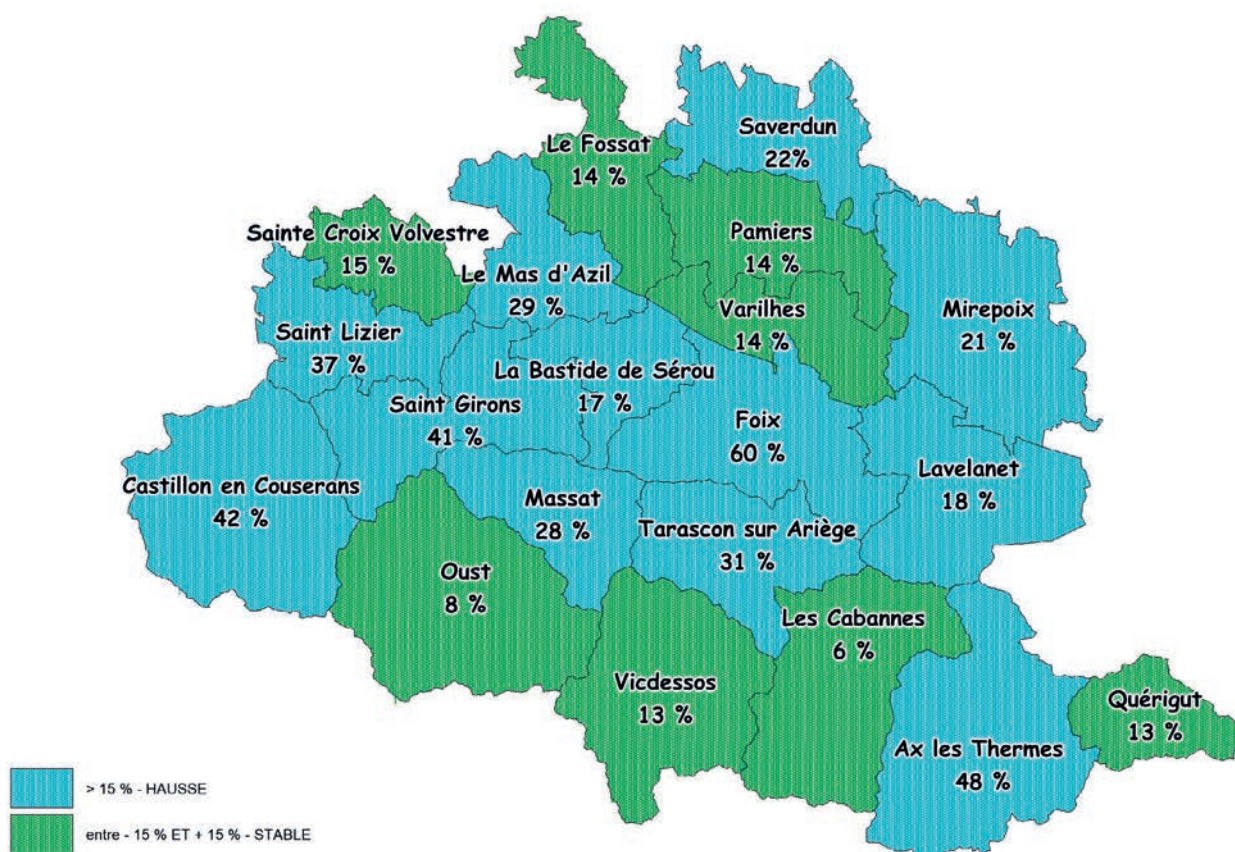 Le Fossat
14 %
Saverdun
22%
Sainte Croix Volvestre
15 %
Pamiers
14 %
Le Mas d'Azil
29 %
Varilhes
14 %
Mirepoix
21 %
Saint Lizier
37 %
La Bastide de Sérou
17 %
Saint Girons
41 %
Foix
60 %
Lavelanet
18 %
Castillon en Couserans
42 %
Massat
28 %
Tarascon sur Ariège
31 %
Oust
8 %
Les Cabannes
6 %
Vicdessos
13 %
Quérigut
13 %
Ax les Thermes
48 %
> 15 % - HAUSSE
entre - 15 % ET + 15 % - STABLE